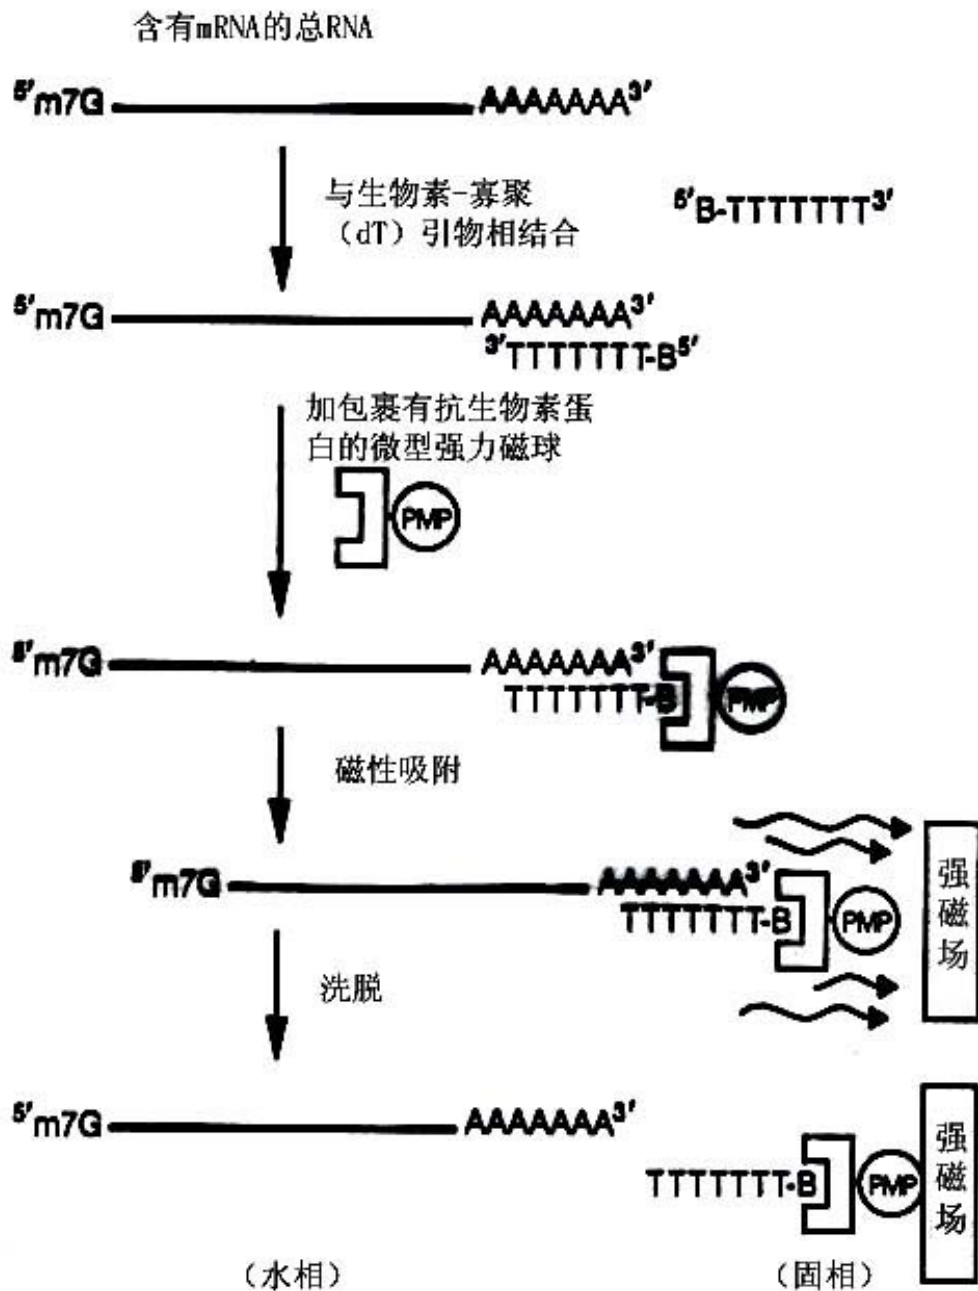 含有mRNA的总RNA
5'm7G AAAAAAA3'
与生物素-寡聚
(dT)引物相结合
5'B-TTTTTTT3'
5'm7G AAAAAAA3'
3'TTTTTTT-B5'
加包裹有抗生物素蛋
白的微型强力磁球
PMP
5'm7G AAAAAAA3'
TTTTTTT-B PMP
磁性吸附
5'm7G AAAAAAA3'
TTTTTTT-B PMP
强磁场
洗脱
5'm7G AAAAAAA3'
TTTTTTT-B PMP
强磁场
(水相) (固相)